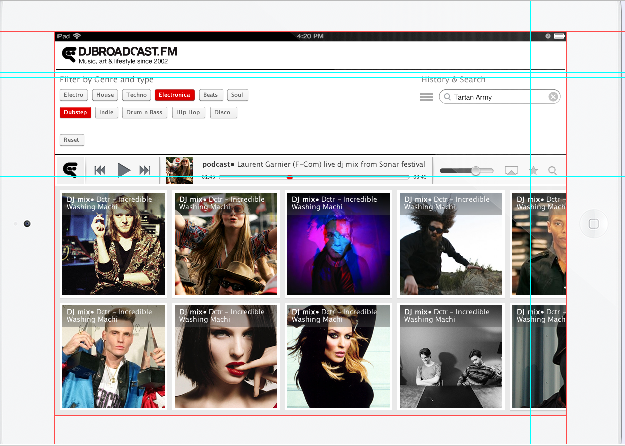 iPad
4:20 PM
DJBROADCAST.FM
Music, art & lifestyle since 2002
Filter by Genre and type
History & Search
Electro House Techno Electronica Beats Soul
Tartan Army
Dubstep Indie Drum n Bass Hip Hop Disco
Reset
podcast• Laurent Garnier (F-Com) live dj mix from Sonar festival
DJ mix• Dctr – Incredible
Washing Machi
DJ mix• Dctr – Incredible
Washing Machi
DJ mix• Dctr – Incredible
Washing Machi
DJ mix• Dctr – Incredible
Washing Machi
DJ mix• Dctr
Washing Machi
DJ mix• Dctr – Incredible
Washing Machi
DJ mix• Dctr – Incredible
Washing Machi
DJ mix• Dctr – Incredible
Washing Machi
DJ mix• Dctr – Incredible
Washing Machi
DJ mix• Dctr
Washing Machi